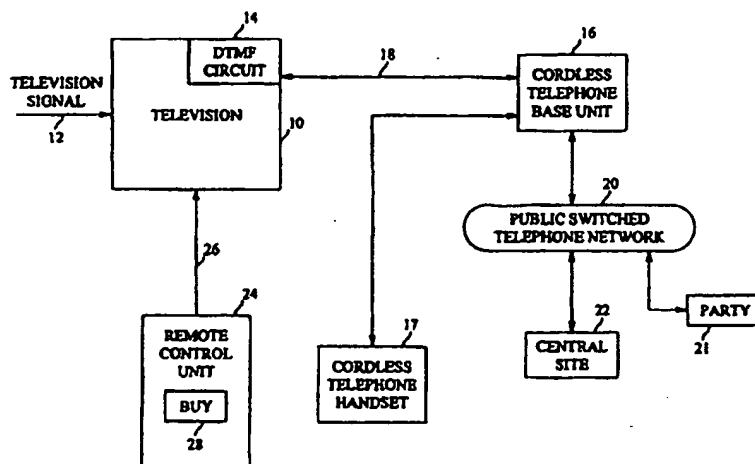 14
DTMF
CIRCUIT
TELEVISION
SIGNAL
12
TELEVISION
10
18
16
CORDLESS
TELEPHONE
BASE UNIT
20
PUBLIC SWITCHED
TELEPHONE NETWORK
26
24
REMOTE
CONTROL
UNIT
BUY
28
17
CORDLESS
TELEPHONE
HANDSET
22
CENTRAL
SITE
PARTY
21